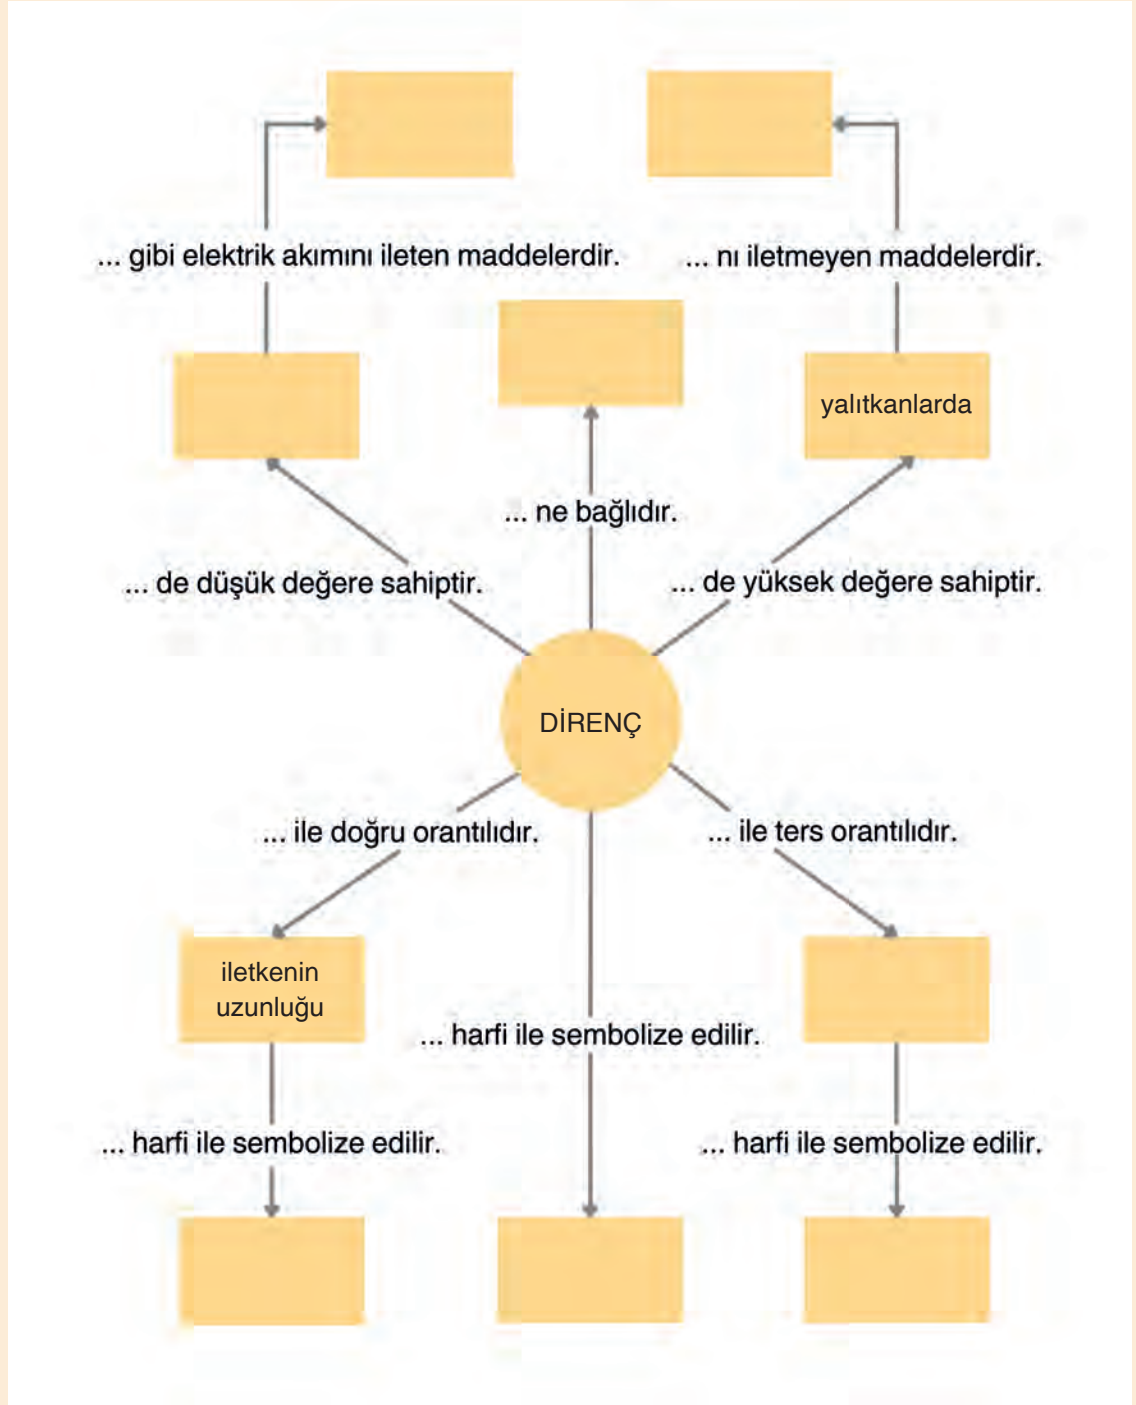 ... gibi elektrik akımını ileten maddelerdir.
... nı iletmeyen maddelerdir.
yalıtkanlarda
... ne bağlıdır.
... de düşük değere sahiptir.
... de yüksek değere sahiptir.
DİRENÇ
... ile doğru orantılıdır.
... ile ters orantılıdır.
iletkenin
uzunluğu
... harfi ile sembolize edilir.
... harfi ile sembolize edilir.
... harfi ile sembolize edilir.